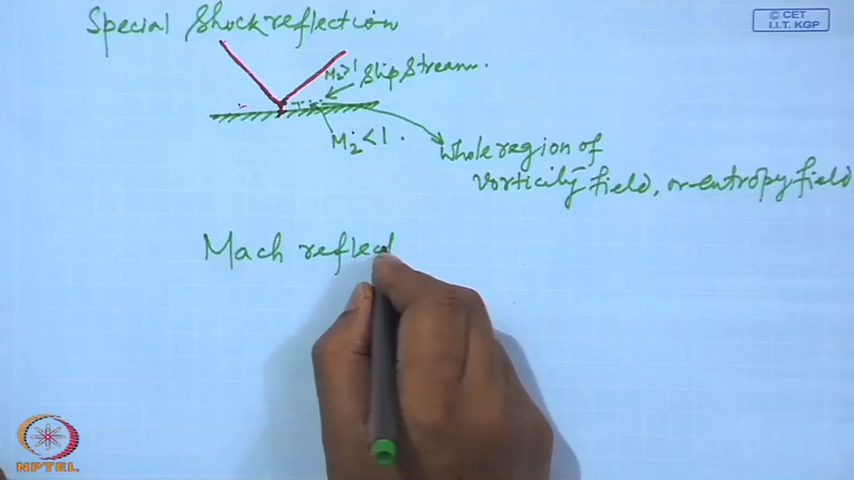 Special Shock reflection
© CET
I.I.T. KGP
M₂>1 Slip Stream.
M₂<1.
Whole region of
vorticity field, or entropy field
Mach reflec
NPTEL